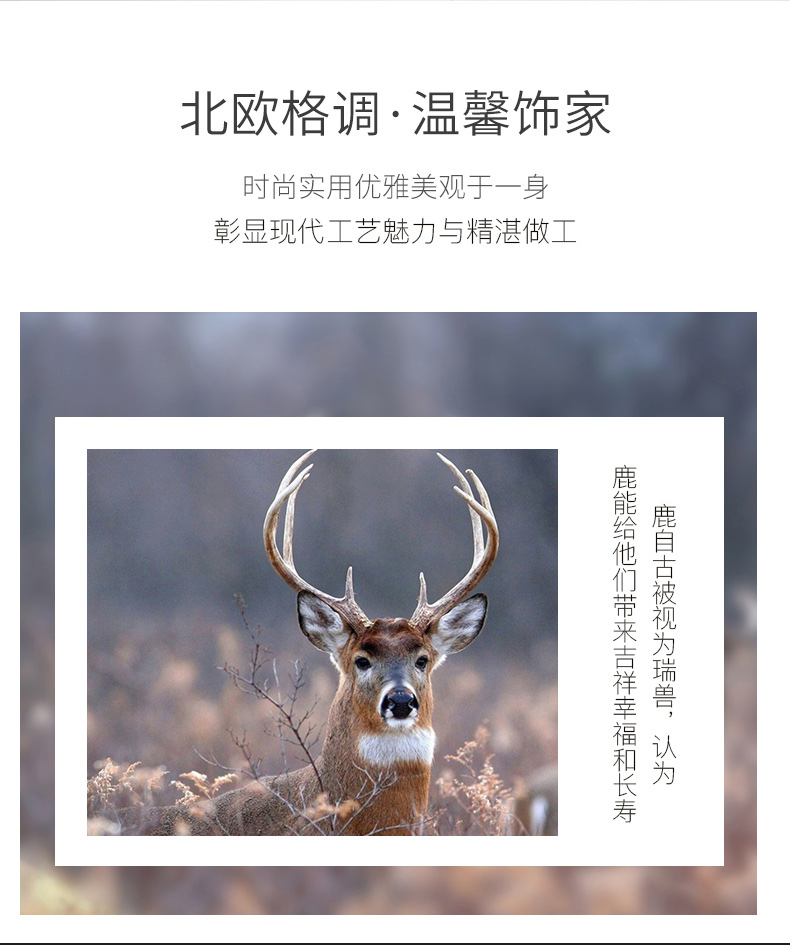 北欧格调·温馨饰家
时尚实用优雅美观于一身
彰显现代工艺魅力与精湛做工
鹿自古被视为瑞兽，认为
鹿能给他们带来吉祥幸福和长寿